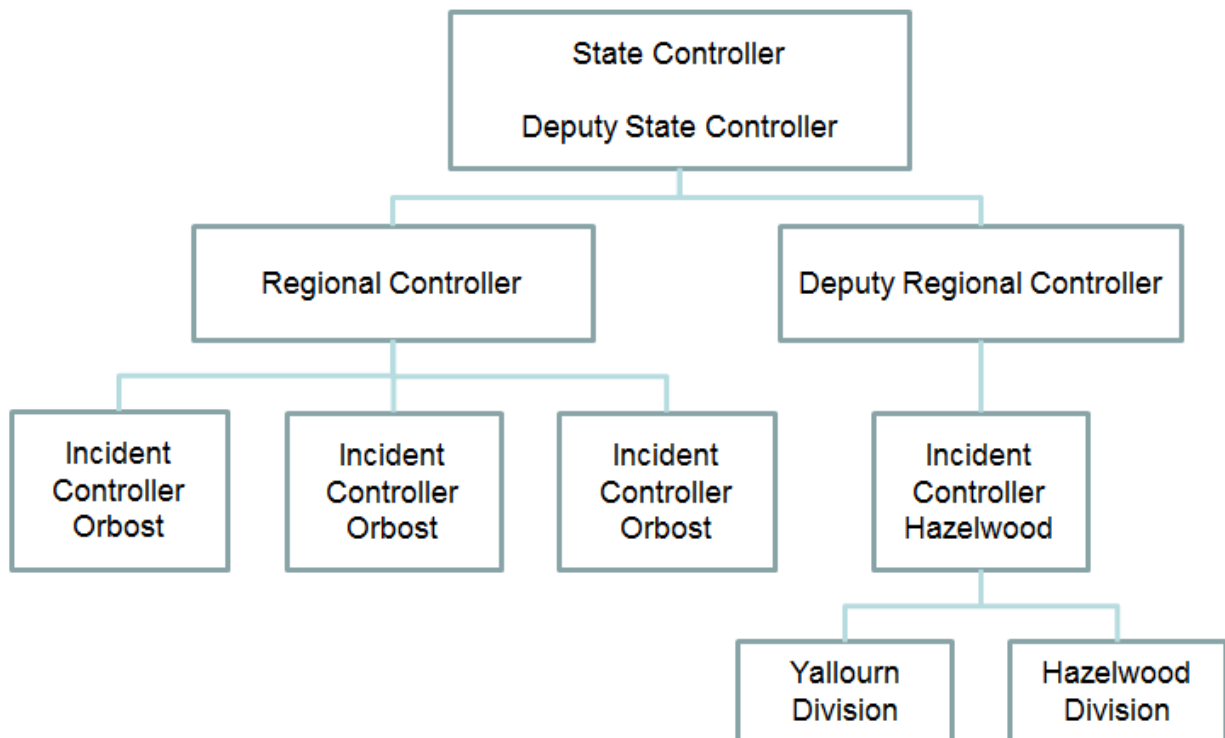 State Controller
Deputy State Controller
Regional Controller
Deputy Regional Controller
Incident
Controller
Orbost
Incident
Controller
Orbost
Incident
Controller
Orbost
Incident
Controller
Hazelwood
Yallourn
Division
Hazelwood
Division